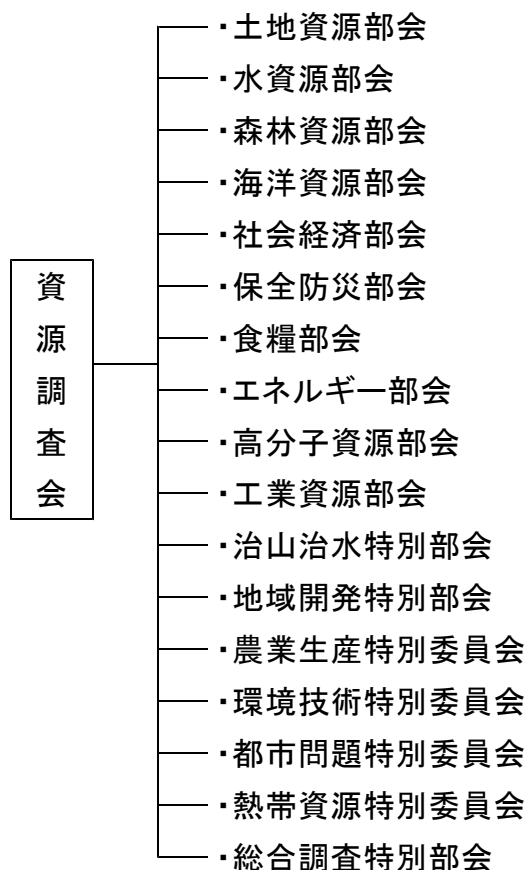 資源調査会
・土地資源部会
・水資源部会
・森林資源部会
・海洋資源部会
・社会経済部会
・保全防災部会
・食糧部会
・エネルギー部会
・高分子資源部会
・工業資源部会
・治山治水特別部会
・地域開発特別部会
・農業生産特別委員会
・環境技術特別委員会
・都市問題特別委員会
・熱帯資源特別委員会
・総合調査特別部会